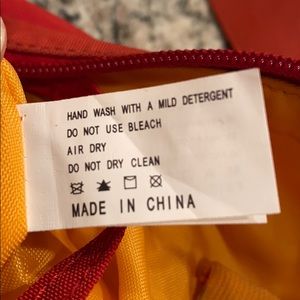 HAND WASH WITH A MILD DETERGENT
DO NOT USE BLEACH
AIR DRY
DO NOT DRY CLEAN
MADE IN CHINA